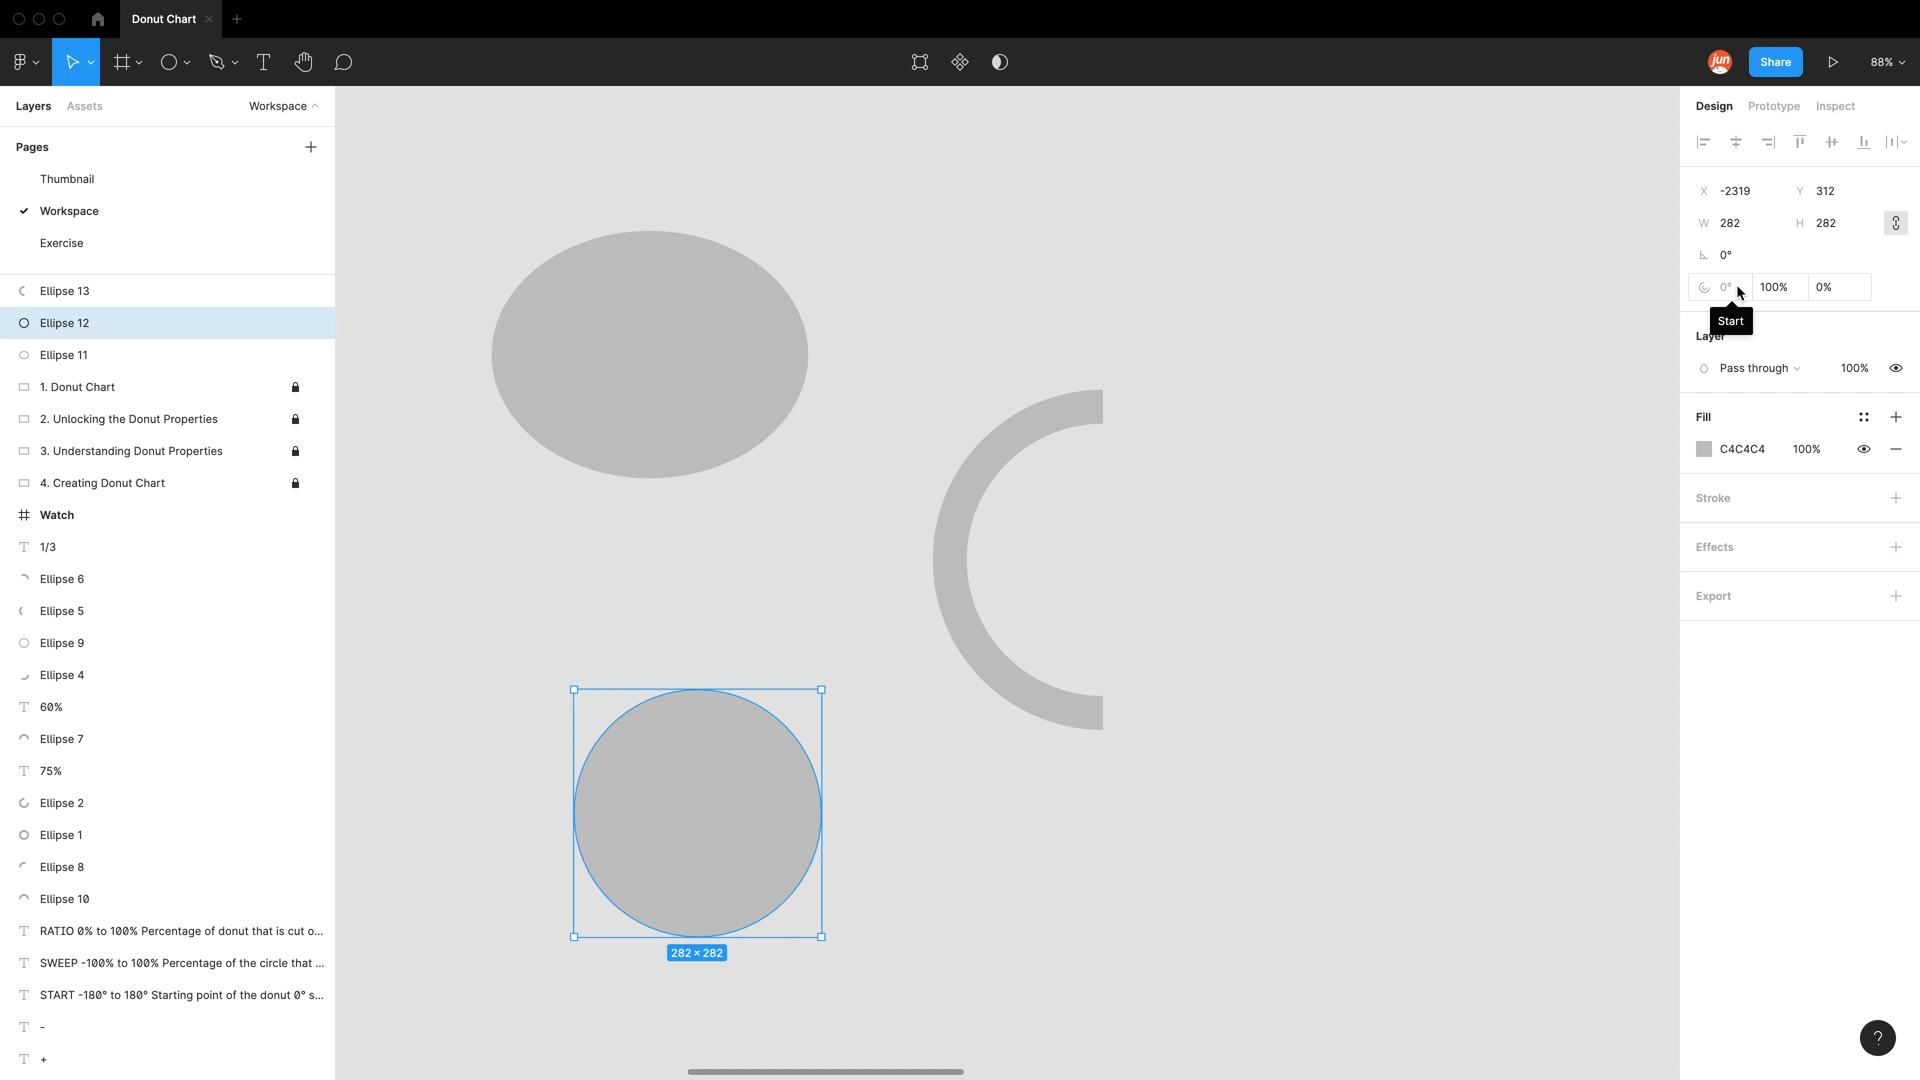 Donut Chart
jun
Share
88%
Layers
Assets
Workspace
Pages
Thumbnail
Workspace
Exercise
Ellipse 13
Ellipse 12
Ellipse 11
1. Donut Chart
2. Unlocking the Donut Properties
3. Understanding Donut Properties
4. Creating Donut Chart
Watch
1/3
Ellipse 6
Ellipse 5
Ellipse 9
Ellipse 4
60%
Ellipse 7
75%
Ellipse 2
Ellipse 1
Ellipse 8
Ellipse 10
RATIO 0% to 100% Percentage of donut that is cut o...
SWEEP -100% to 100% Percentage of the circle that ...
START -180° to 180° Starting point of the donut 0° s...
-
+
282 × 282
Design
Prototype
Inspect
X -2319 Y 312
W 282 H 282
0°
0° 100% 0%
Start
Layer
Pass through 100%
Fill
C4C4C4 100%
Stroke
Effects
Export
?